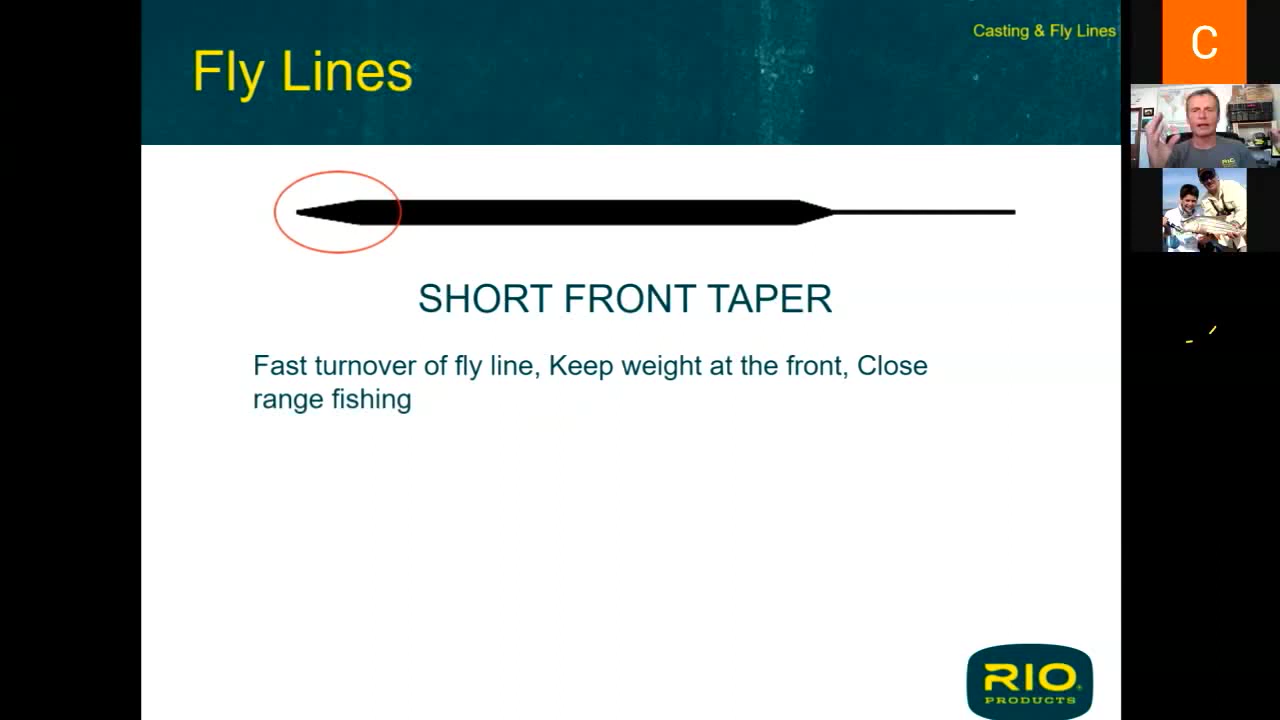 Casting & Fly Lines
Fly Lines
C
SHORT FRONT TAPER
Fast turnover of fly line, Keep weight at the front, Close
range fishing
RIO
PRODUCTS